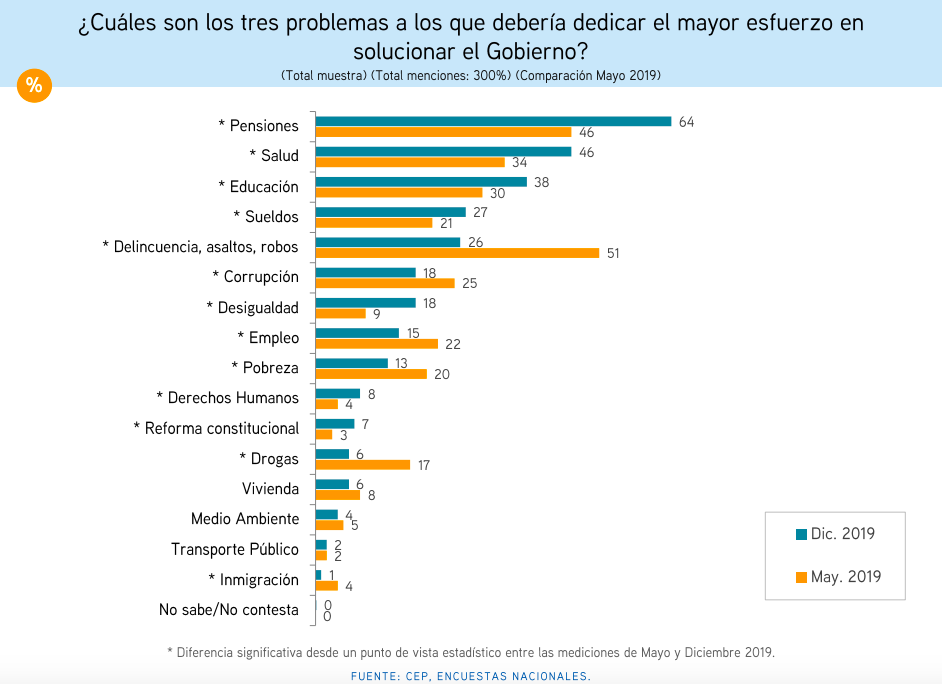 ¿Cuáles son los tres problemas a los que debería dedicar el mayor esfuerzo en
solucionar el Gobierno?
(Total muestra) (Total menciones: 300%) (Comparación Mayo 2019)
%
* Pensiones 64
46
* Salud 46
34
* Educación 38
30
* Sueldos 27
21
* Delincuencia, asaltos, robos 26
51
* Corrupción 18
25
* Desigualdad 18
9
* Empleo 15
22
* Pobreza 13
20
* Derechos Humanos 8
4
* Reforma constitucional 7
3
* Drogas 6
17
Vivienda 6
8
Medio Ambiente 4
5
Transporte Público 2
2
* Inmigración 1
4
No sabe/No contesta 0
0
Dic. 2019
May. 2019
* Diferencia significativa desde un punto de vista estadístico entre las mediciones de Mayo y Diciembre 2019.
FUENTE: CEP, ENCUESTAS NACIONALES.